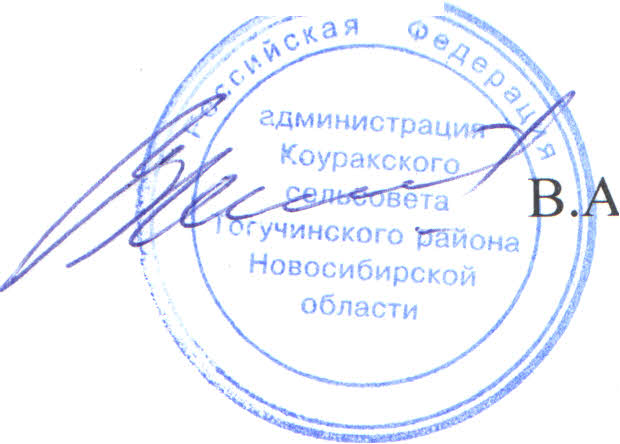 Российская Федерация
администрация
Коуракского
сельсовета
Тогучинского района
Новосибирской
области
В.А